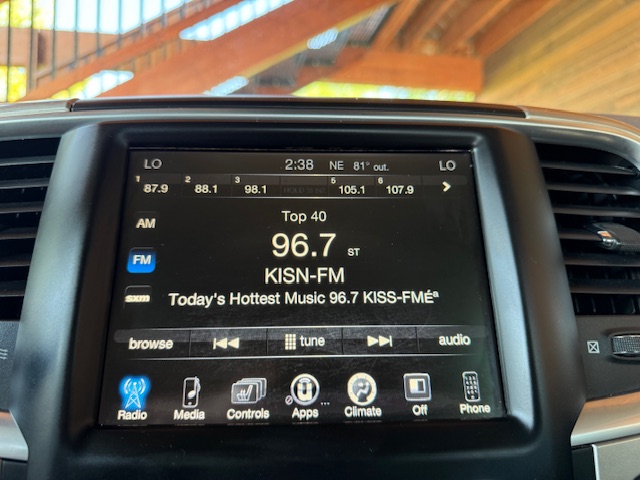 LO 2:38 NE 81° out. LO
1 87.9 2 88.1 3 98.1 5 105.1 6 107.9
Top 40
AM
96.7 ST
FM
KISN-FM
sxm
Today's Hottest Music 96.7 KISS-FMÉª
browse tune audio
Radio Media Controls Apps ... Climate Off Phone